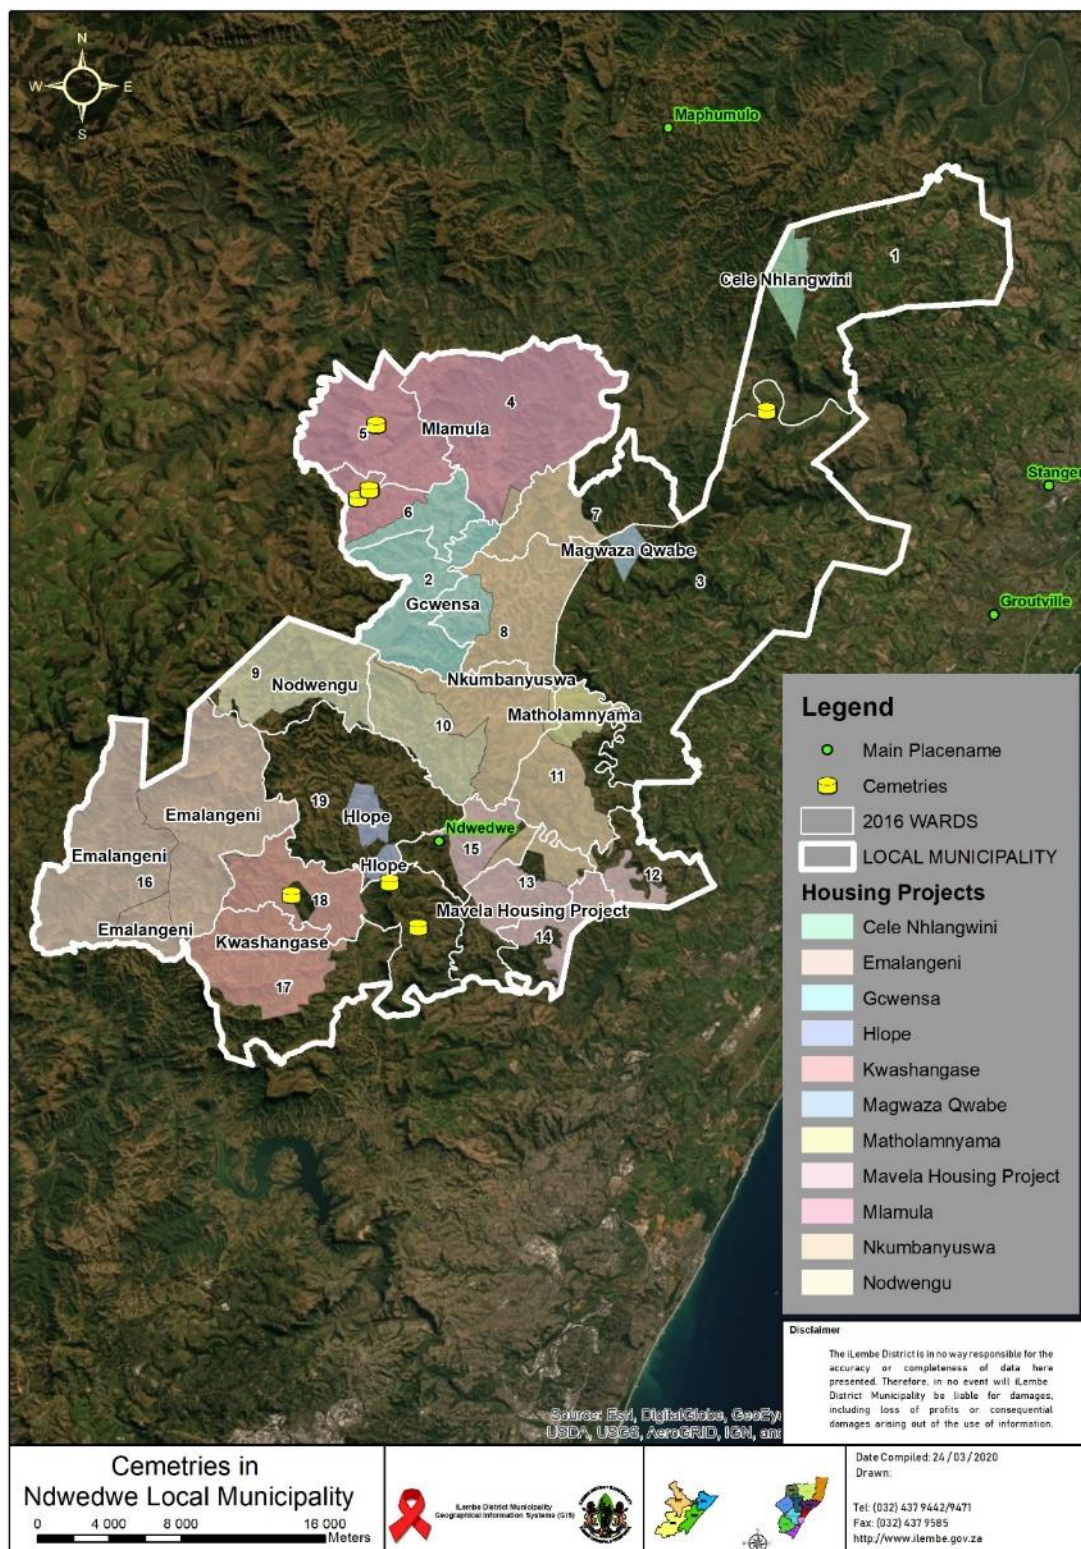 N
W E
S
Maphumulo
1
Cele Nhlangwini
4
5
Mlamula
Stanger
6
7
Magwaza Qwabe
2
3
Gcwensa
Groutville
8
9
Nodwengu
Nkumbanyuswa
Matholamnyama
10
11
19
Emalangeni
Hlope
Ndwedwe
15
Emalangeni
16
Hlope
13
12
18
Mavela Housing Project
Emalangeni
Kwashangase
14
17
Legend
Main Placename
Cemetries
2016 WARDS
LOCAL MUNICIPALITY
Housing Projects
Cele Nhlangwini
Emalangeni
Gcwensa
Hlope
Kwashangase
Magwaza Qwabe
Matholamnyama
Mavela Housing Project
Mlamula
Nkumbanyuswa
Nodwengu
Disclaimer
The iLembe District is in no way responsible for the
accuracy or completeness of data here
presented. Therefore, in no event will iLembe
District Municipality be liable for damages,
including loss of profits or consequential
damages arising out of the use of information.
Source: Esri, DigitalGlobe, GeoEy
USDA, USGS, AeroGRID, IGN, and
Cemetries in
Ndwedwe Local Municipality
0 4 000 8 000 16 000
Meters
iLembe District Municipality
Geographical Information Systems (GIS)
Date Compiled: 24 / 03 / 2020
Drawn:
Tel: (032) 437 9442/9471
Fax: (032) 437 9585
http://www.ilembe.gov.za